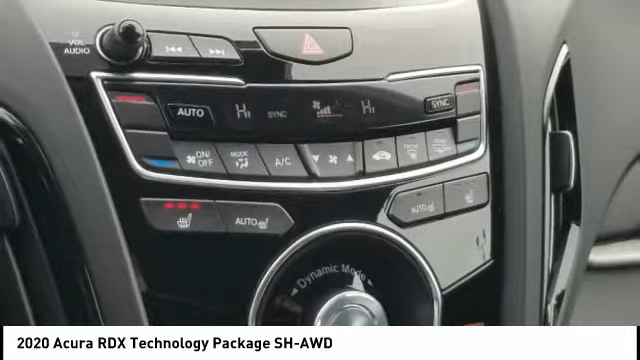 VOL
AUDIO
AUTO
Hi
SYNC
Hi
SYNC
ON/
OFF
MODE
A/C
FRONT
AUTO
AUTO
Dynamic Mode
2020 Acura RDX Technology Package SH-AWD